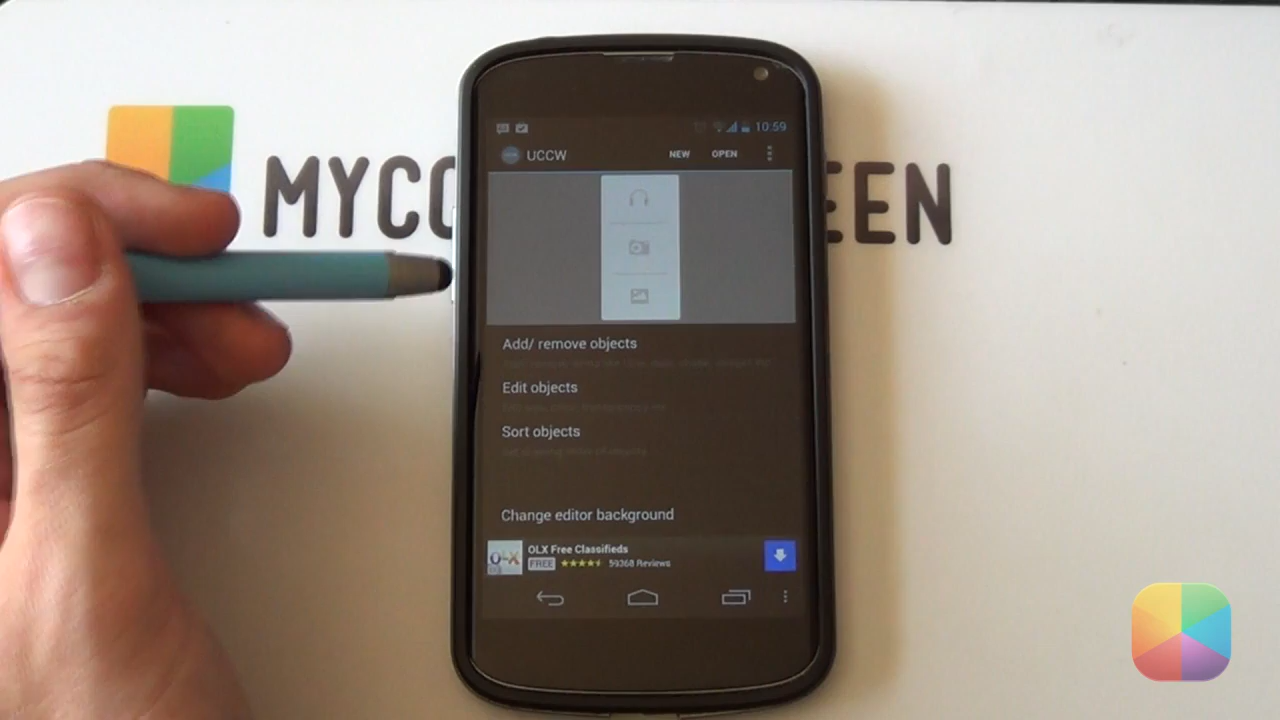 10:59
UCCW
NEW
OPEN
MYCO
EEN
Add/ remove objects
Edit objects
Sort objects
Change editor background
OLX
OLX Free Classifieds
FREE
59368 Reviews